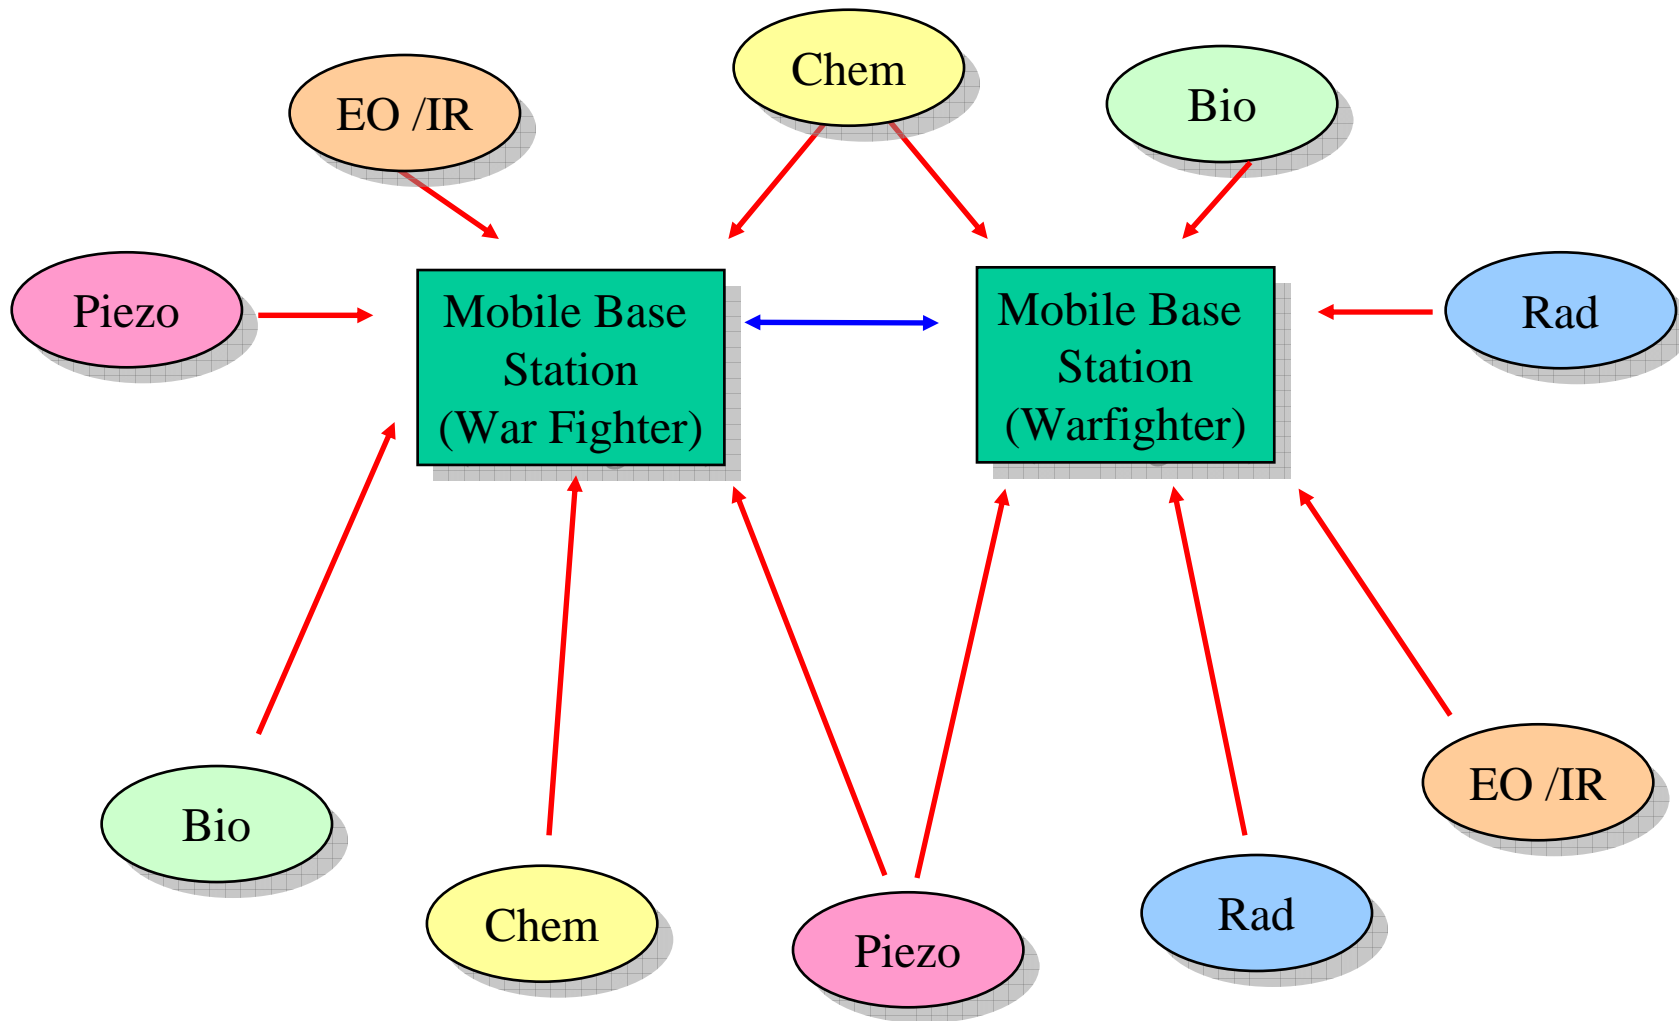 Chem
EO /IR
Bio
Piezo
Mobile Base
Station
(War Fighter)
Mobile Base
Station
(Warfighter)
Rad
Bio
Chem
Piezo
Rad
EO /IR